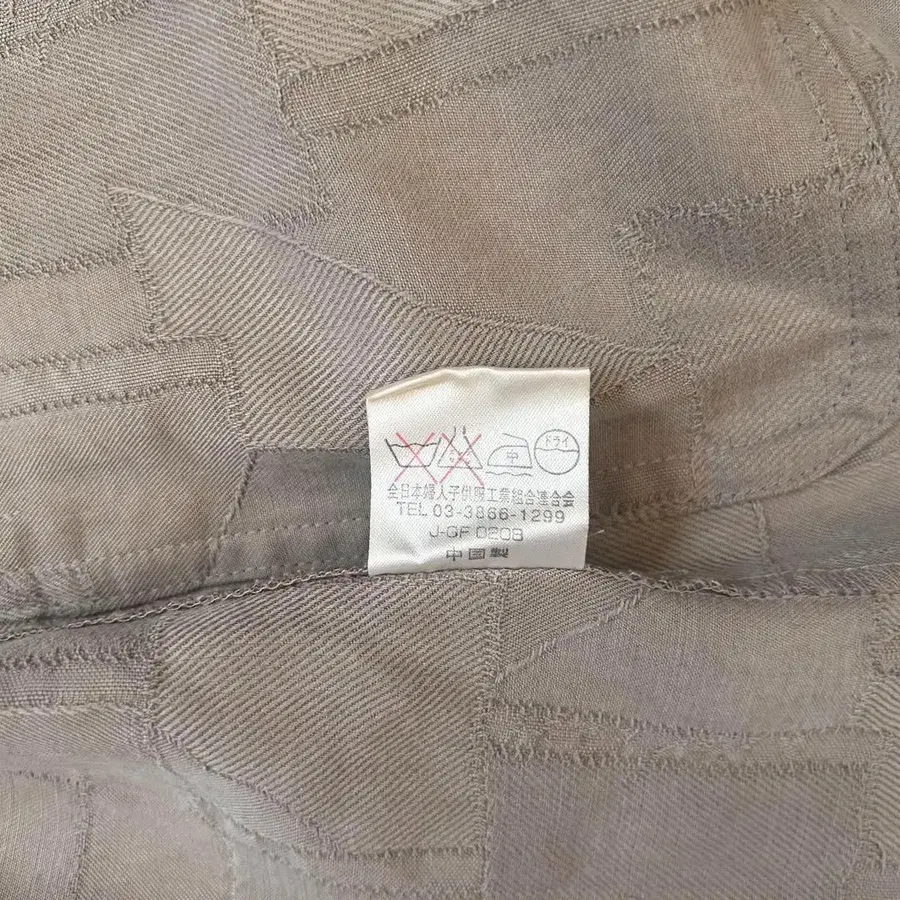 中 ドライ
全日本婦人子供服工業組合連合会
TEL 03-3866-1299
J-GF 0208
中国製